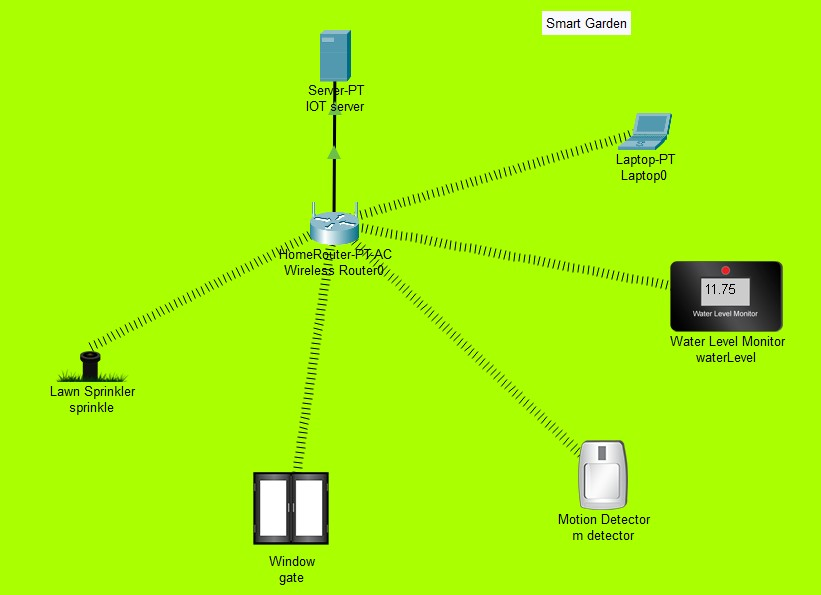 Smart Garden
Server-PT
IOT server
Laptop-PT
Laptop0
HomeRouter-PT-AC
Wireless Router0
11.75
Water Level Monitor
Water Level Monitor
waterLevel
Lawn Sprinkler
sprinkle
Motion Detector
m detector
Window
gate